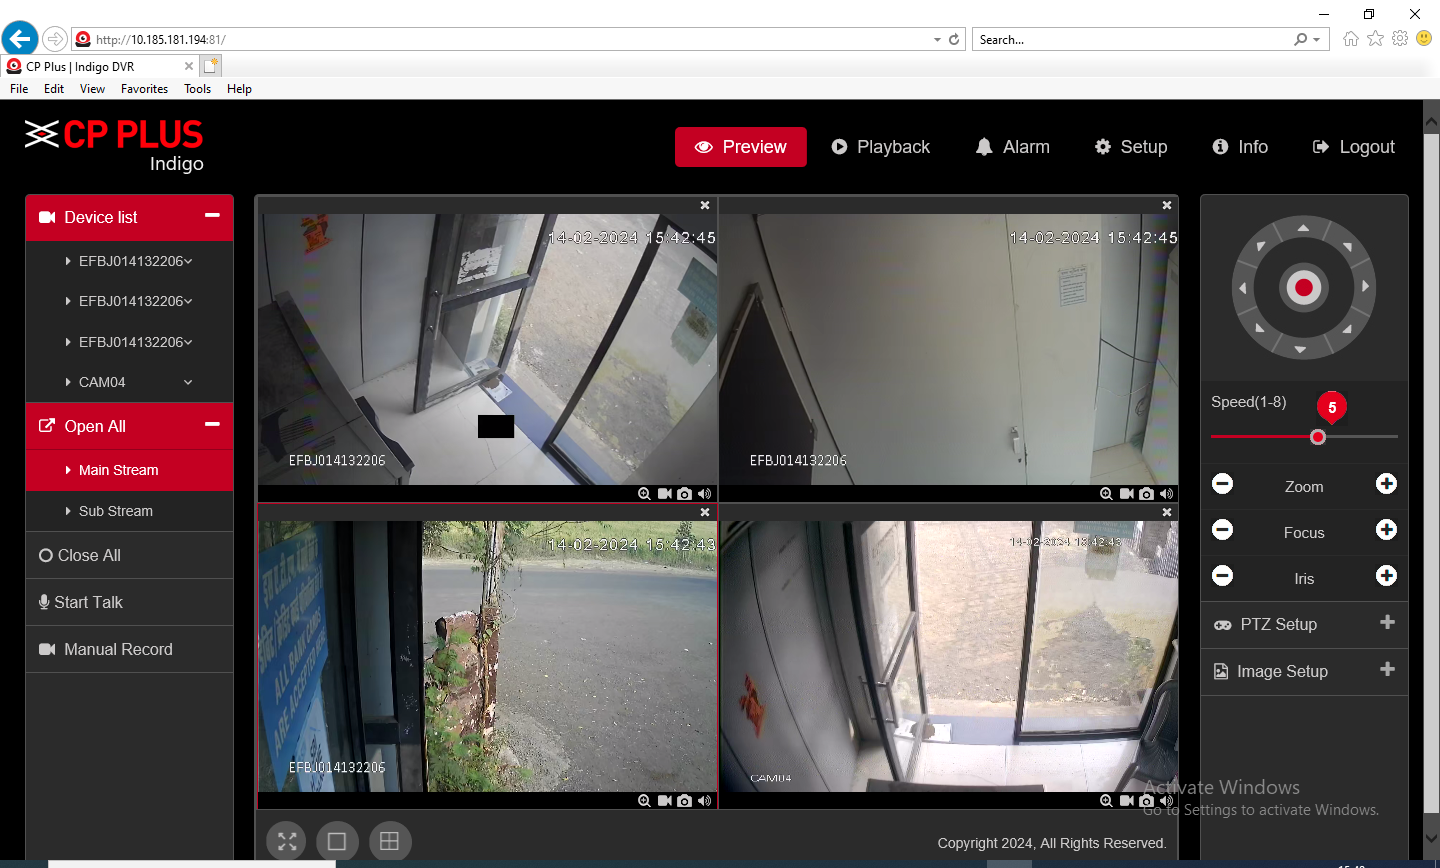 http://10.185.181.194:81/
Search...
CP Plus | Indigo DVR
File Edit View Favorites Tools Help
CP PLUS
Indigo
Preview Playback Alarm Setup Info Logout
Device list
EFBJ014132206
EFBJ014132206
EFBJ014132206
CAM04
Open All
Main Stream
Sub Stream
Close All
Start Talk
Manual Record
14-02-2024 15:42:45
EFBJ014132206
14-02-2024 15:42:45
EFBJ014132206
14-02-2024 15:42:43
ALL BANK CARDS
ARE ACCEPTED HERE
EFBJ014132206
14-02-2024 15:42:43
CAM04
Speed(1-8)
5
Zoom
Focus
Iris
PTZ Setup
Image Setup
Activate Windows
Go to Settings to activate Windows.
Copyright 2024, All Rights Reserved.